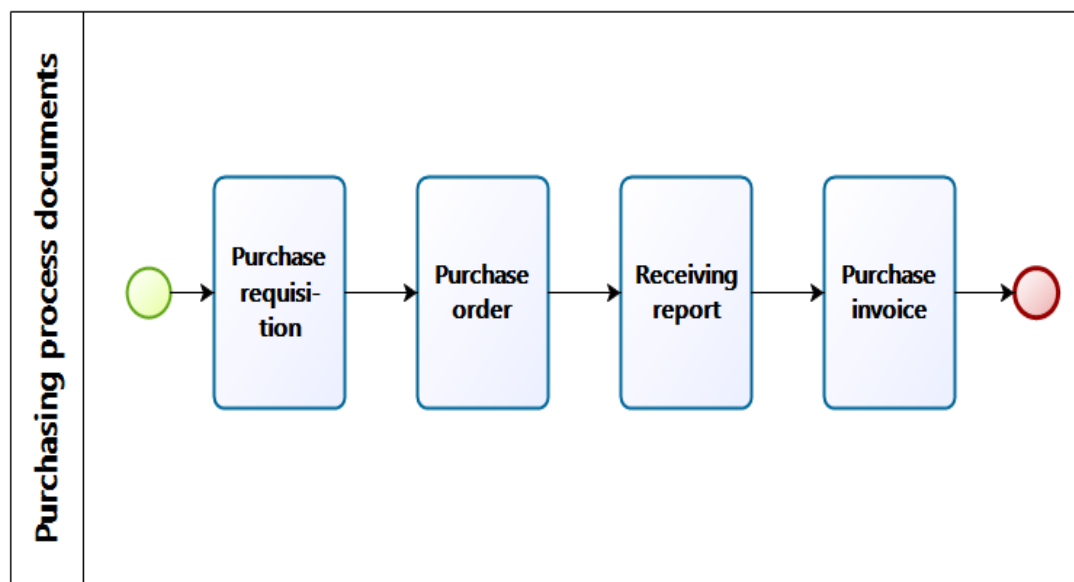 Purchasing process documents
Purchase
requisi-
tion
Purchase
order
Receiving
report
Purchase
invoice